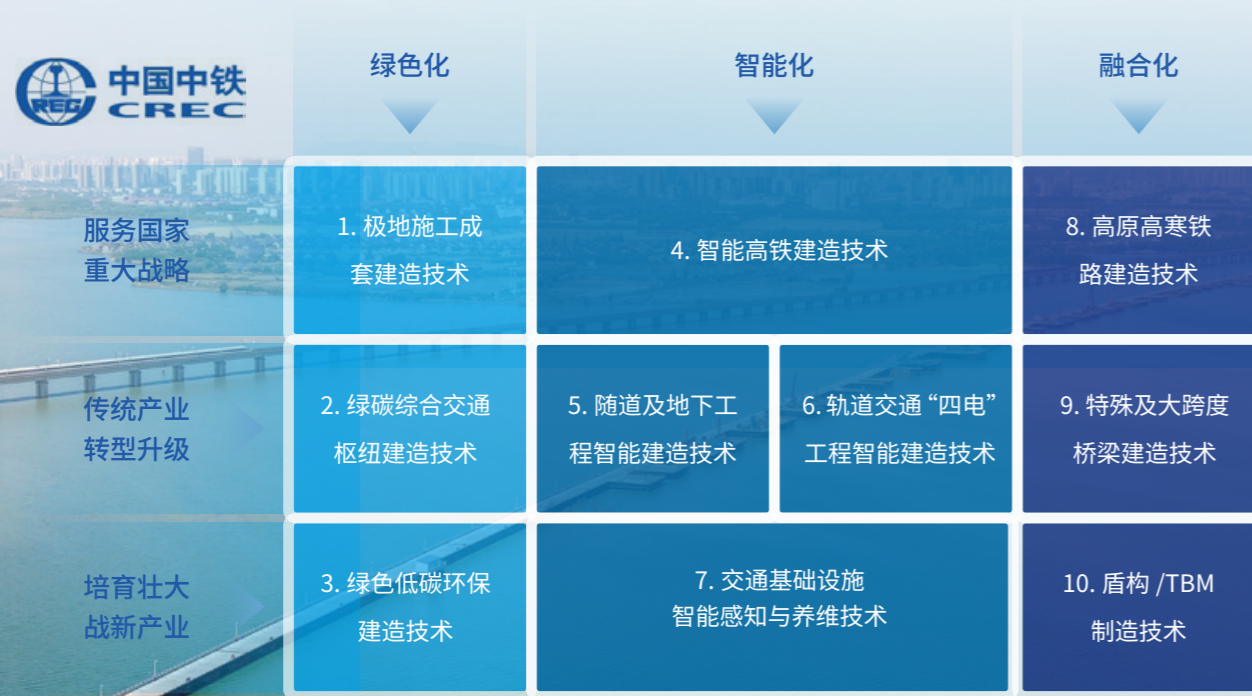 中国中铁
CREC
CREC
绿色化
智能化
融合化
服务国家
重大战略
1. 极地施工成
套建造技术
4. 智能高铁建造技术
8. 高原高寒铁
路建造技术
传统产业
转型升级
2. 绿碳综合交通
枢纽建造技术
5. 隧道及地下工
程智能建造技术
6. 轨道交通“四电”
工程智能建造技术
9. 特殊及大跨度
桥梁建造技术
培育壮大
战新产业
3. 绿色低碳环保
建造技术
7. 交通基础设施
智能感知与养维技术
10. 盾构 /TBM
制造技术